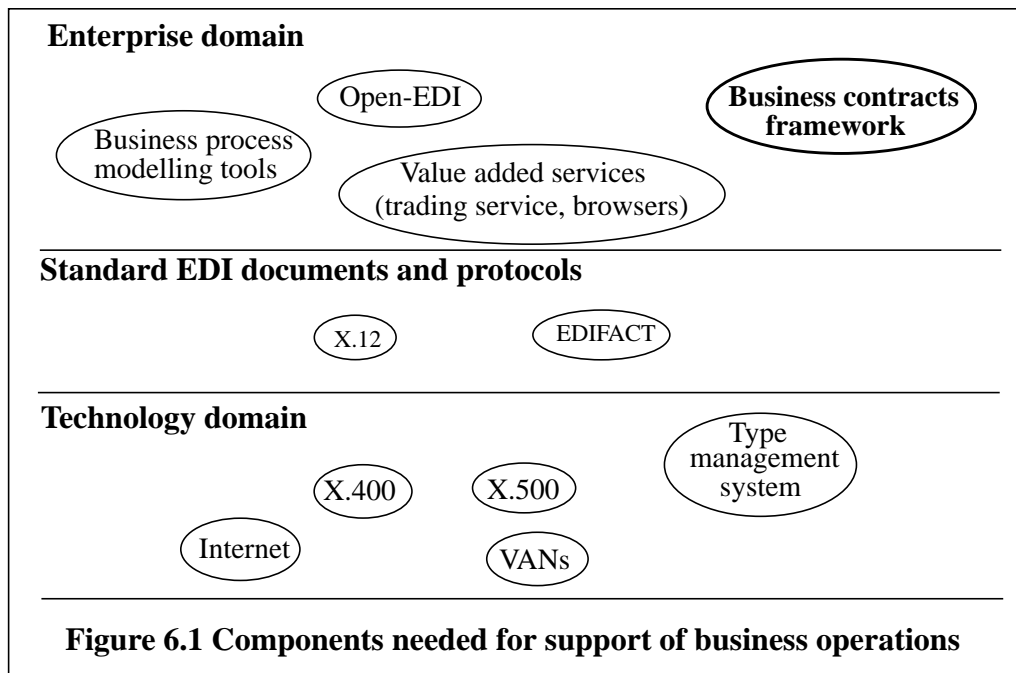 Enterprise domain
Open-EDI
Business contracts
framework
Business process
modelling tools
Value added services
(trading service, browsers)
Standard EDI documents and protocols
X.12
EDIFACT
Technology domain
Type
management
system
X.400
X.500
Internet
VANs
Figure 6.1 Components needed for support of business operations